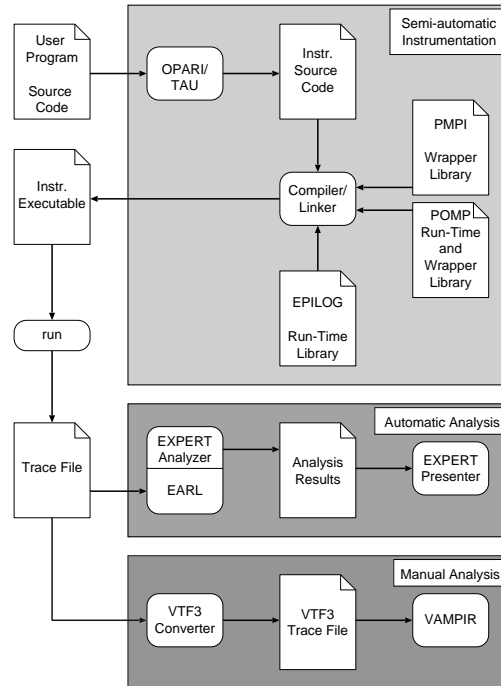 Semi-automatic
Instrumentation
User
Program
Source
Code
OPARI/
TAU
Instr.
Source
Code
PMPI
Wrapper
Library
Instr.
Executable
Compiler/
Linker
POMP
Run-Time
and
Wrapper
Library
EPILOG
Run-Time
Library
run
Automatic Analysis
Trace File
EXPERT
Analyzer
EARL
Analysis
Results
EXPERT
Presenter
Manual Analysis
VTF3
Converter
VTF3
Trace File
VAMPIR